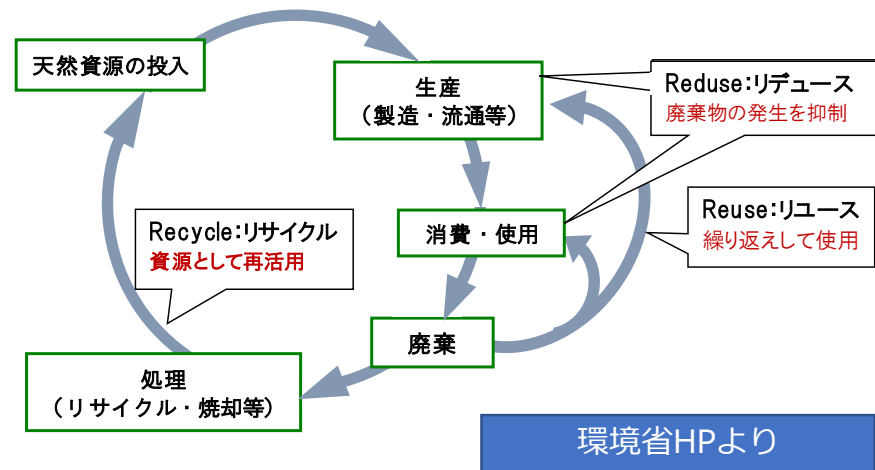 天然資源の投入
生産
（製造・流通等）
Reduse:リデュース
廃棄物の発生を抑制
Reuse:リユース
繰り返えして使用
Recycle:リサイクル
資源として再活用
消費・使用
廃棄
処理
（リサイクル・焼却等）
環境省HPより